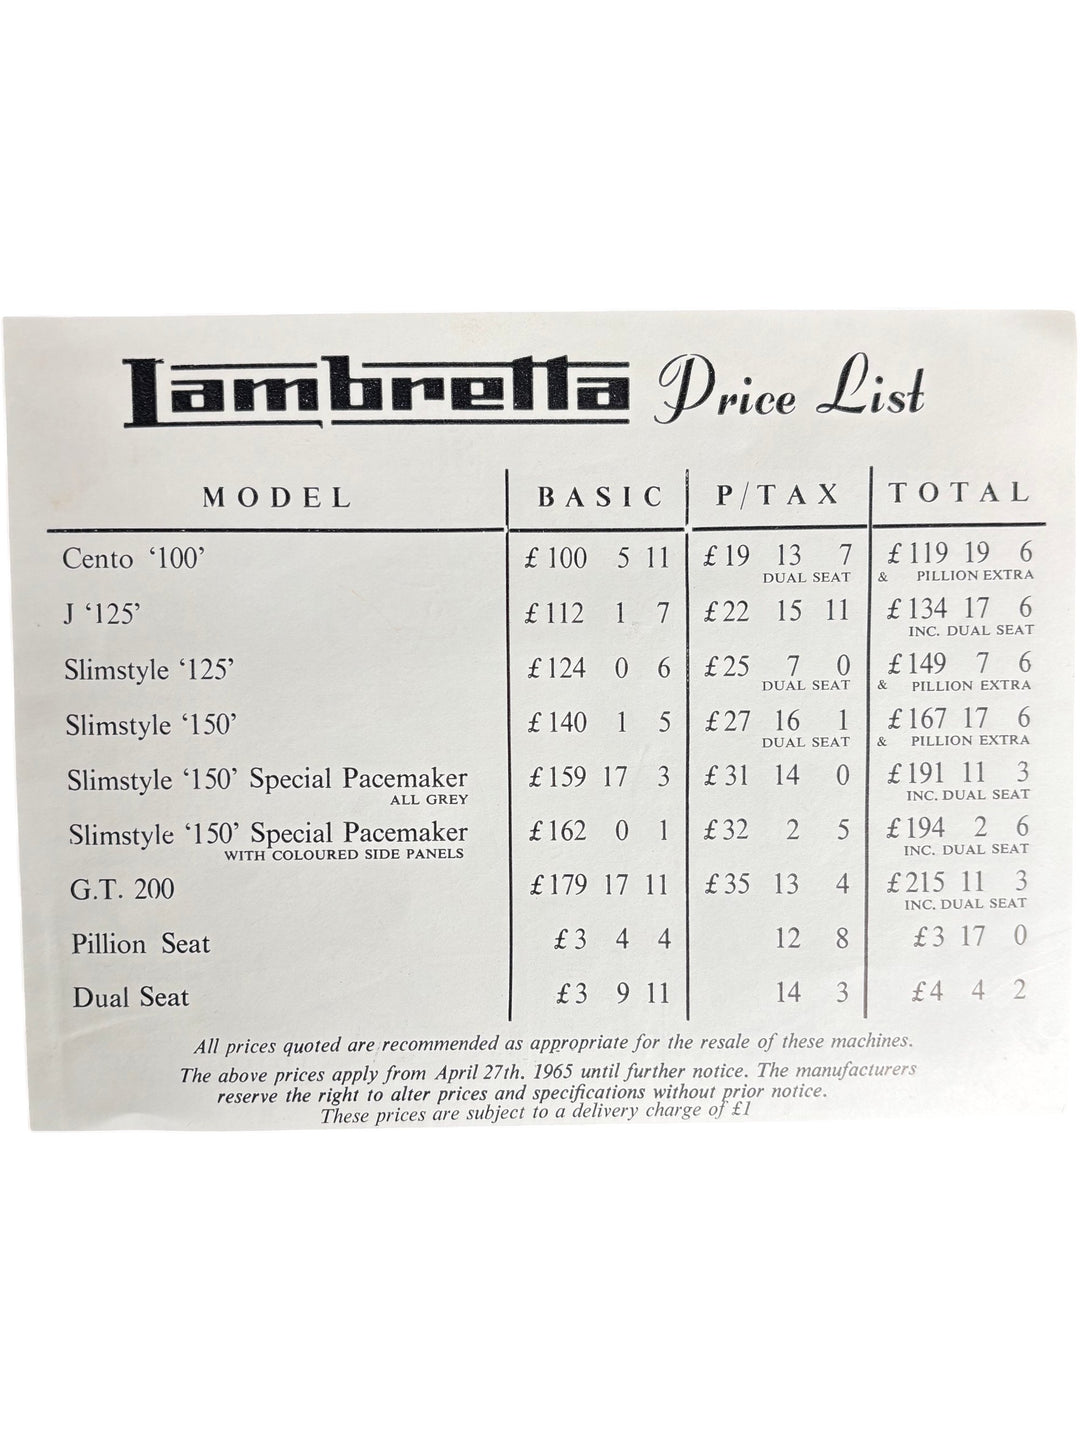 Lambretta Price List
MODEL BASIC P/TAX TOTAL
Cento ‘100’ £100 5 11 £19 13 7 £119 19 6
DUAL SEAT & PILLION EXTRA
J ‘125’ £112 1 7 £22 15 11 £134 17 6
INC. DUAL SEAT
Slimstyle ‘125’ £124 0 6 £25 7 0 £149 7 6
DUAL SEAT & PILLION EXTRA
Slimstyle ‘150’ £140 1 5 £27 16 1 £167 17 6
DUAL SEAT & PILLION EXTRA
Slimstyle ‘150’ Special Pacemaker £159 17 3 £31 14 0 £191 11 3
ALL GREY INC. DUAL SEAT
Slimstyle ‘150’ Special Pacemaker £162 0 1 £32 2 5 £194 2 6
WITH COLOURED SIDE PANELS INC. DUAL SEAT
G.T. 200 £179 17 11 £35 13 4 £215 11 3
INC. DUAL SEAT
Pillion Seat £3 4 4 12 8 £3 17 0
Dual Seat £3 9 11 14 3 £4 4 2
All prices quoted are recommended as appropriate for the resale of these machines.
The above prices apply from April 27th. 1965 until further notice. The manufacturers
reserve the right to alter prices and specifications without prior notice.
These prices are subject to a delivery charge of £1